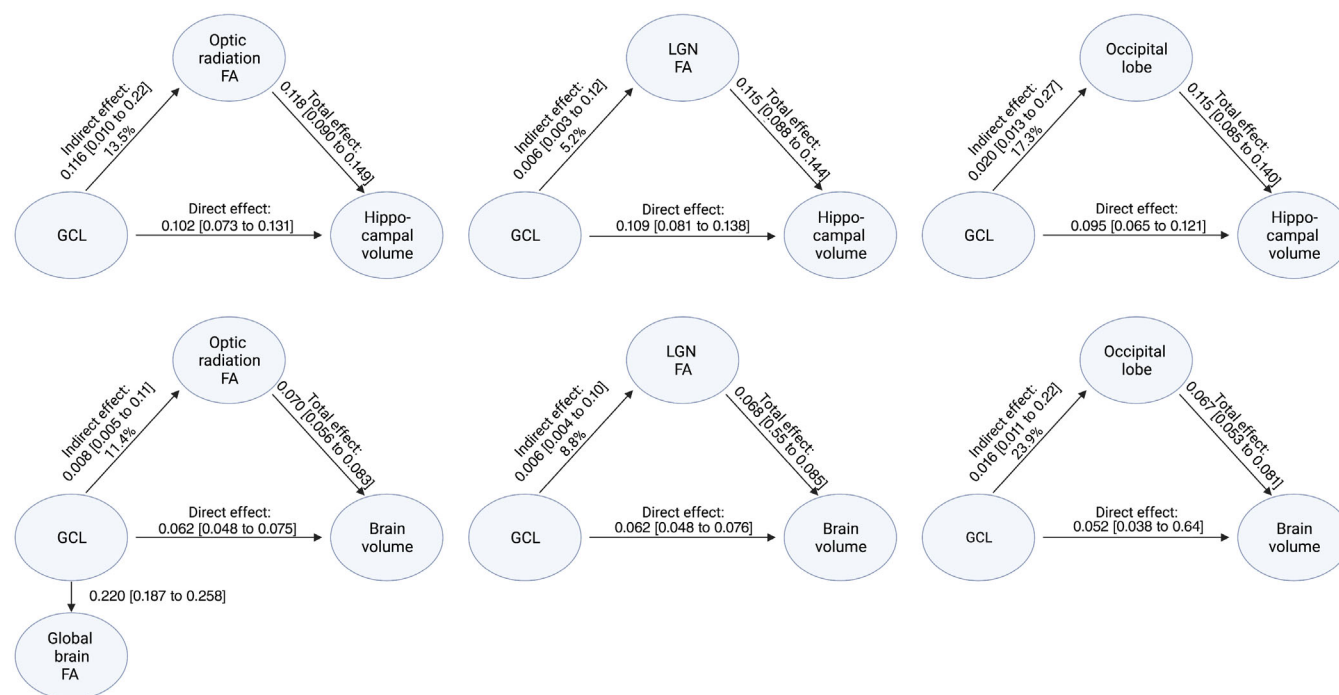 Optic
radiation
FA
Indirect effect:
0.116 [0.010 to 0.22]
13.5%
Total effect:
0.118 [0.090 to 0.149]
GCL
Direct effect:
0.102 [0.073 to 0.131]
Hippo-
campal
volume
LGN
FA
Indirect effect:
0.006 [0.003 to 0.12]
5.2%
Total effect:
0.115 [0.088 to 0.144]
GCL
Direct effect:
0.109 [0.081 to 0.138]
Hippo-
campal
volume
Occipital
lobe
Indirect effect:
0.020 [0.013 to 0.27]
17.3%
Total effect:
0.115 [0.085 to 0.140]
GCL
Direct effect:
0.095 [0.065 to 0.121]
Hippo-
campal
volume
Optic
radiation
FA
Indirect effect:
0.008 [0.005 to 0.11]
11.4%
Total effect:
0.070 [0.056 to 0.083]
GCL
Direct effect:
0.062 [0.048 to 0.075]
Brain
volume
0.220 [0.187 to 0.258]
Global
brain
FA
LGN
FA
Indirect effect:
0.006 [0.004 to 0.10]
8.8%
Total effect:
0.068 [0.55 to 0.085]
GCL
Direct effect:
0.062 [0.048 to 0.076]
Brain
volume
Occipital
lobe
Indirect effect:
0.016 [0.011 to 0.22]
23.9%
Total effect:
0.067 [0.053 to 0.081]
GCL
Direct effect:
0.052 [0.038 to 0.64]
Brain
volume